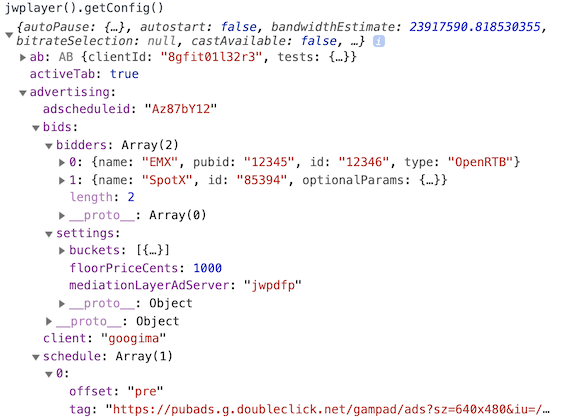 jwplayer().getConfig()
{autoPause: {…}, autostart: false, bandwidthEstimate: 23917590.818530355,
bitrateSelection: null, castAvailable: false, …} i
ab: AB {clientId: "8gfit01l32r3", tests: {…}}
activeTab: true
advertising:
adscheduleid: "Az87bY12"
bids:
bidders: Array(2)
0: {name: "EMX", pubid: "12345", id: "12346", type: "OpenRTB"}
1: {name: "SpotX", id: "85394", optionalParams: {…}}
length: 2
__proto__: Array(0)
settings:
buckets: [{…}]
floorPriceCents: 1000
mediationLayerAdServer: "jwpdfp"
__proto__: Object
__proto__: Object
client: "googima"
schedule: Array(1)
0:
offset: "pre"
tag: "https://pubads.g.doubleclick.net/gampad/ads?sz=640x480&iu=/…